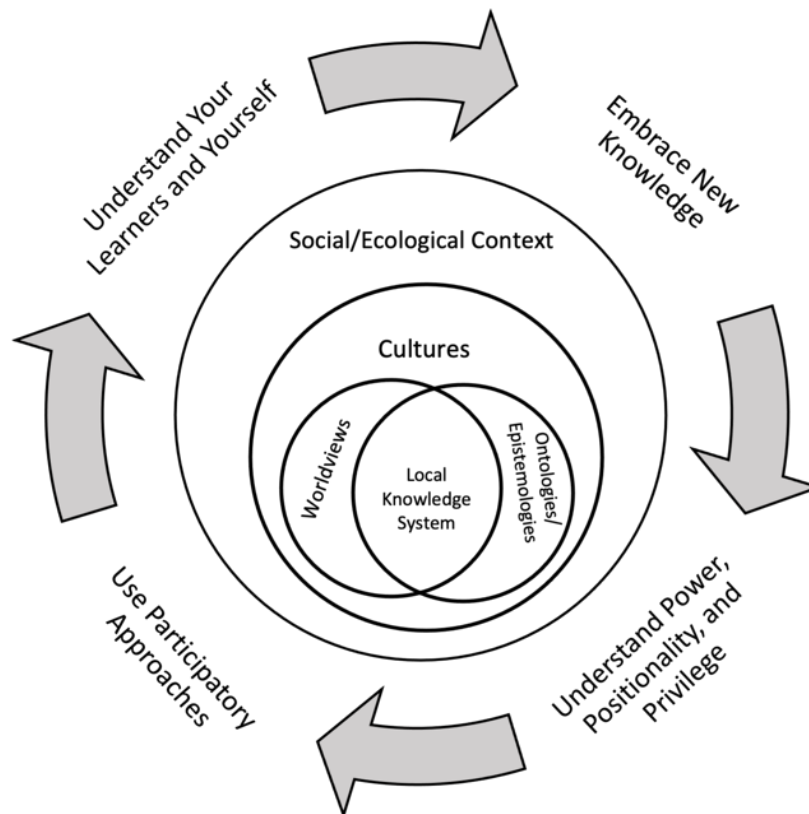 Understand Your
Learners and Yourself
Embrace New
Knowledge
Social/Ecological Context
Cultures
Worldviews
Local
Knowledge
System
Ontologies/
Epistemologies
Use Participatory
Approaches
Understand Power,
Positionality, and
Privilege